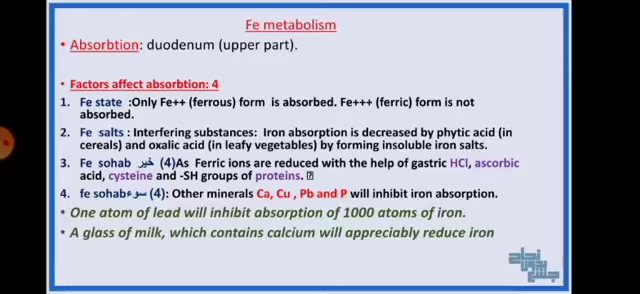 Fe metabolism
• Absorbtion: duodenum (upper part).
• Factors affect absorbtion: 4
1. Fe state :Only Fe++ (ferrous) form is absorbed. Fe+++ (ferric) form is not
absorbed.
2. Fe salts : Interfering substances: Iron absorption is decreased by phytic acid (in
cereals) and oxalic acid (in leafy vegetables) by forming insoluble iron salts.
3. Fe sohab خير (4)As Ferric ions are reduced with the help of gastric HCl, ascorbic
acid, cysteine and -SH groups of proteins.
4. fe sohab سوء (4): Other minerals Ca, Cu , Pb and P will inhibit iron absorption.
• One atom of lead will inhibit absorption of 1000 atoms of iron.
• A glass of milk, which contains calcium will appreciably reduce iron